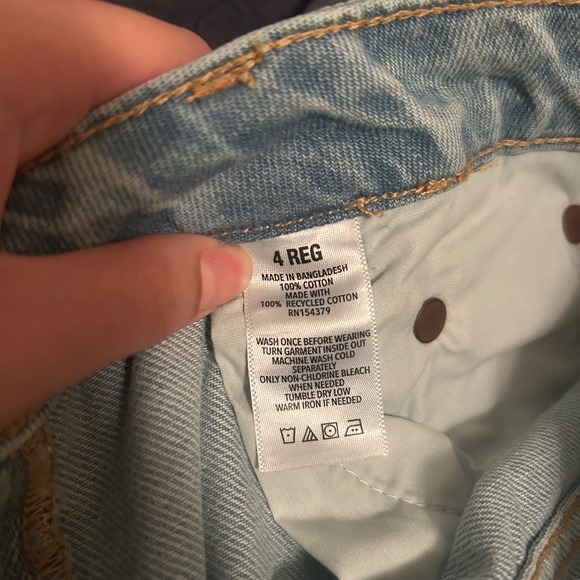 4 REG
MADE IN BANGLADESH
100% COTTON
MADE WITH
100% RECYCLED COTTON
RN154379
WASH ONCE BEFORE WEARING
TURN GARMENT INSIDE OUT
MACHINE WASH COLD
SEPARATELY
ONLY NON-CHLORINE BLEACH
WHEN NEEDED
TUMBLE DRY LOW
WARM IRON IF NEEDED